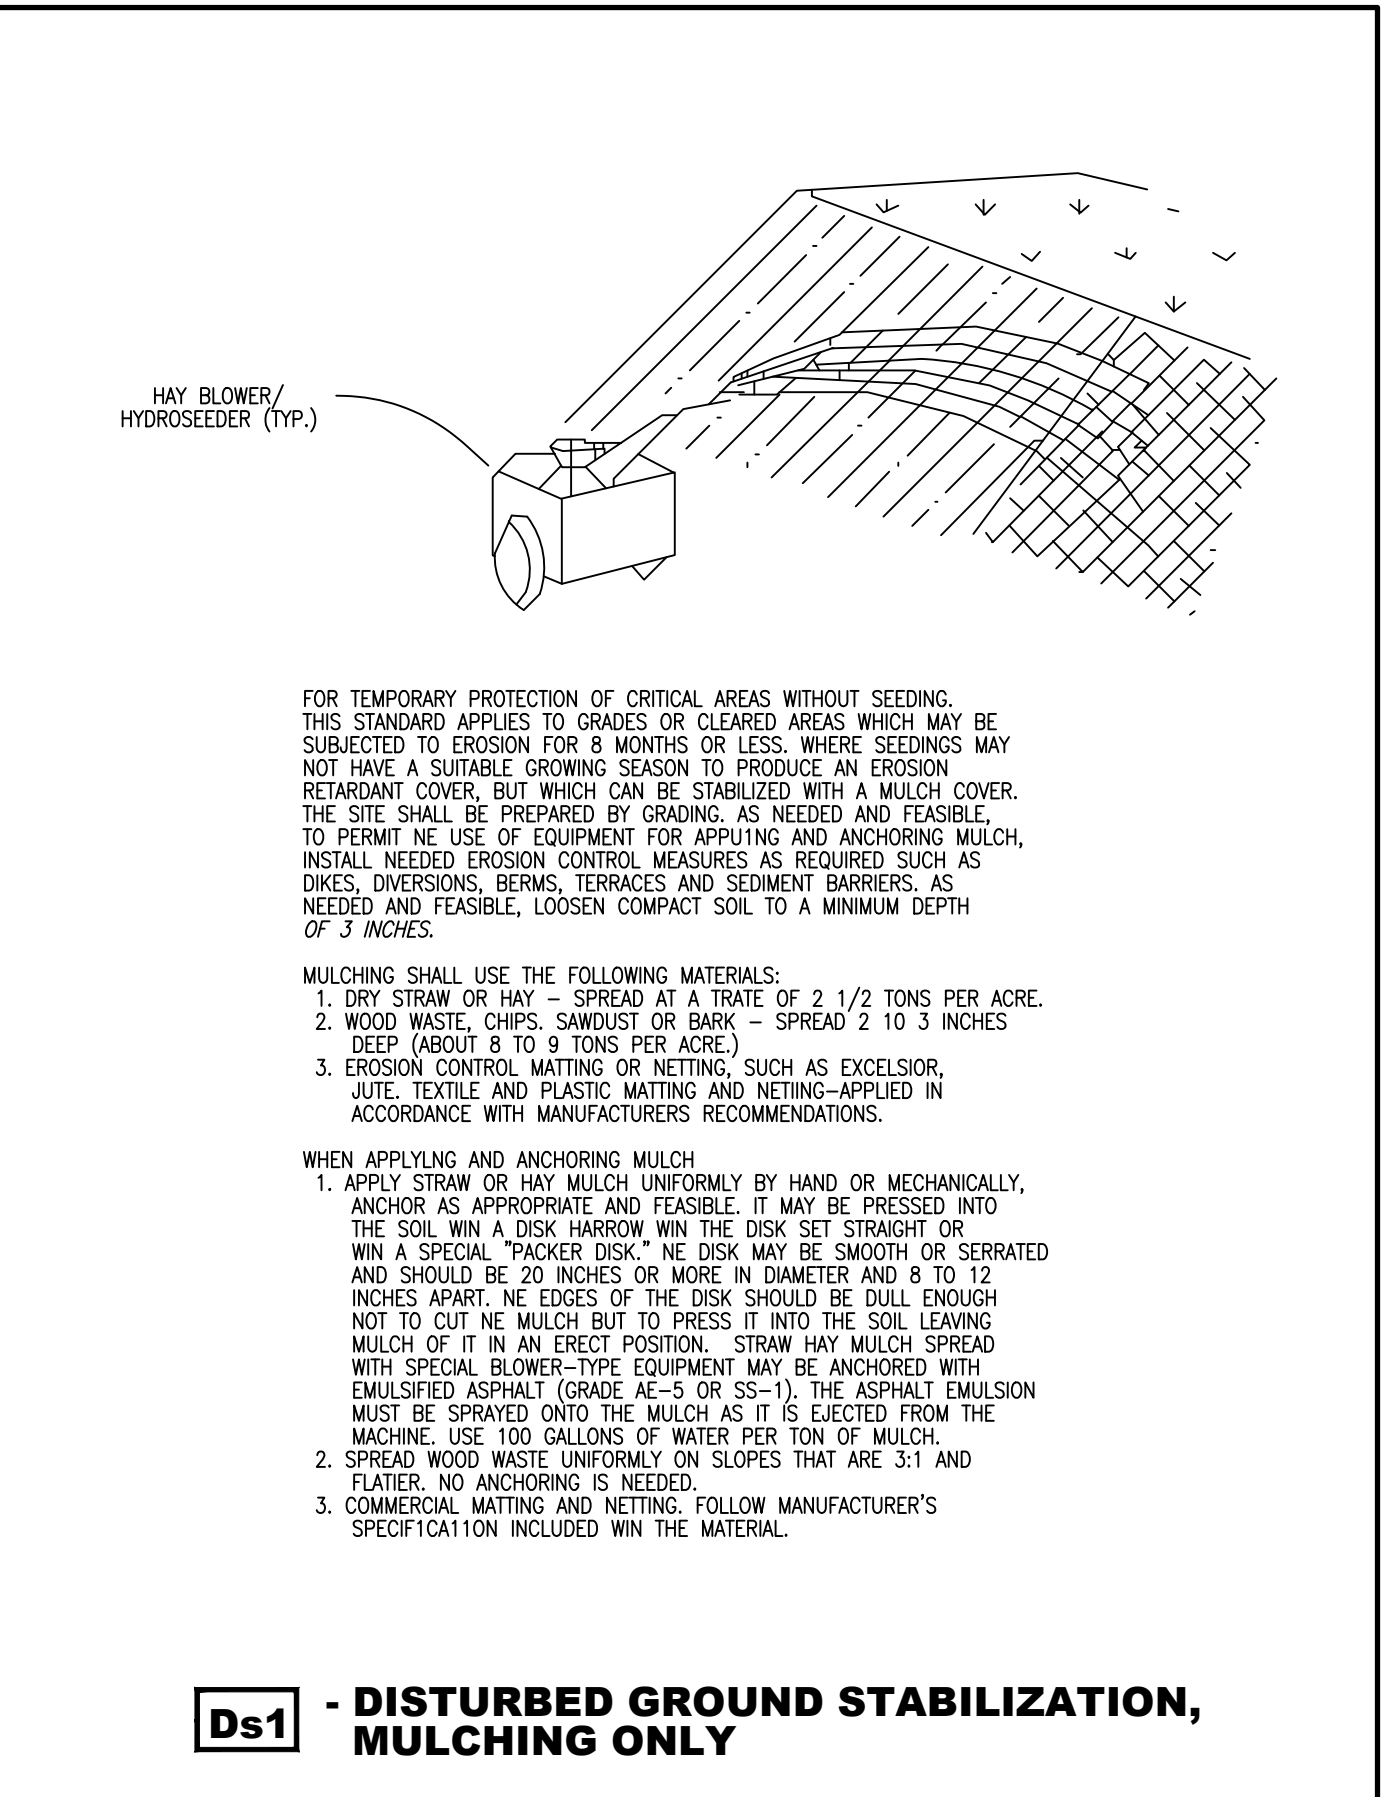 HAY BLOWER/
HYDROSEEDER (TYP.)
FOR TEMPORARY PROTECTION OF CRITICAL AREAS WITHOUT SEEDING.
THIS STANDARD APPLIES TO GRADES OR CLEARED AREAS WHICH MAY BE
SUBJECTED TO EROSION FOR 8 MONTHS OR LESS. WHERE SEEDINGS MAY
NOT HAVE A SUITABLE GROWING SEASON TO PRODUCE AN EROSION
RETARDANT COVER, BUT WHICH CAN BE STABILIZED WITH A MULCH COVER.
THE SITE SHALL BE PREPARED BY GRADING. AS NEEDED AND FEASIBLE,
TO PERMIT NE USE OF EQUIPMENT FOR APPU1NG AND ANCHORING MULCH,
INSTALL NEEDED EROSION CONTROL MEASURES AS REQUIRED SUCH AS
DIKES, DIVERSIONS, BERMS, TERRACES AND SEDIMENT BARRIERS. AS
NEEDED AND FEASIBLE, LOOSEN COMPACT SOIL TO A MINIMUM DEPTH
OF 3 INCHES.
MULCHING SHALL USE THE FOLLOWING MATERIALS:
1. DRY STRAW OR HAY – SPREAD AT A TRATE OF 2 1/2 TONS PER ACRE.
2. WOOD WASTE, CHIPS. SAWDUST OR BARK – SPREAD 2 10 3 INCHES
DEEP (ABOUT 8 TO 9 TONS PER ACRE.)
3. EROSION CONTROL MATTING OR NETTING, SUCH AS EXCELSIOR,
JUTE. TEXTILE AND PLASTIC MATTING AND NETIING–APPLIED IN
ACCORDANCE WITH MANUFACTURERS RECOMMENDATIONS.
WHEN APPLYLNG AND ANCHORING MULCH
1. APPLY STRAW OR HAY MULCH UNIFORMLY BY HAND OR MECHANICALLY,
ANCHOR AS APPROPRIATE AND FEASIBLE. IT MAY BE PRESSED INTO
THE SOIL WIN A DISK HARROW WIN THE DISK SET STRAIGHT OR
WIN A SPECIAL "PACKER DISK." NE DISK MAY BE SMOOTH OR SERRATED
AND SHOULD BE 20 INCHES OR MORE IN DIAMETER AND 8 TO 12
INCHES APART. NE EDGES OF THE DISK SHOULD BE DULL ENOUGH
NOT TO CUT NE MULCH BUT TO PRESS IT INTO THE SOIL LEAVING
MULCH OF IT IN AN ERECT POSITION. STRAW HAY MULCH SPREAD
WITH SPECIAL BLOWER–TYPE EQUIPMENT MAY BE ANCHORED WITH
EMULSIFIED ASPHALT (GRADE AE–5 OR SS–1). THE ASPHALT EMULSION
MUST BE SPRAYED ONTO THE MULCH AS IT IS EJECTED FROM THE
MACHINE. USE 100 GALLONS OF WATER PER TON OF MULCH.
2. SPREAD WOOD WASTE UNIFORMLY ON SLOPES THAT ARE 3:1 AND
FLATIER. NO ANCHORING IS NEEDED.
3. COMMERCIAL MATTING AND NETTING. FOLLOW MANUFACTURER'S
SPECIF1CA11ON INCLUDED WIN THE MATERIAL.
Ds1 - DISTURBED GROUND STABILIZATION,
MULCHING ONLY